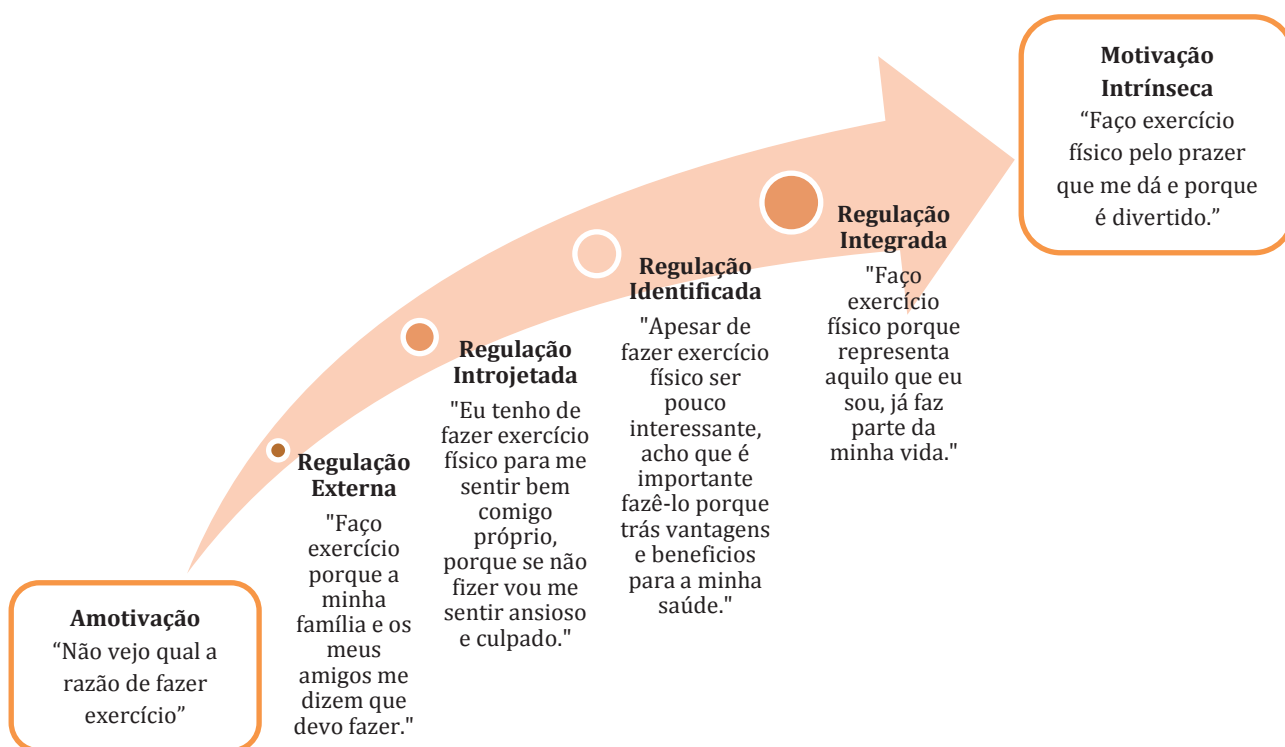 Amotivação
“Não vejo qual a
razão de fazer
exercício”
Regulação
Externa
"Faço
exercício
porque a
minha
família e os
meus
amigos me
dizem que
devo fazer."
Regulação
Introjetada
"Eu tenho de
fazer exercício
físico para me
sentir bem
comigo
próprio,
porque se não
fizer vou me
sentir ansioso
e culpado."
Regulação
Identificada
"Apesar de
fazer exercício
físico ser
pouco
interessante,
acho que é
importante
fazê-lo porque
trás vantagens
e beneficios
para a minha
saúde."
Regulação
Integrada
"Faço
exercício
físico porque
representa
aquilo que eu
sou, já faz
parte da
minha vida."
Motivação
Intrínseca
“Faço exercício
físico pelo prazer
que me dá e porque
é divertido.”